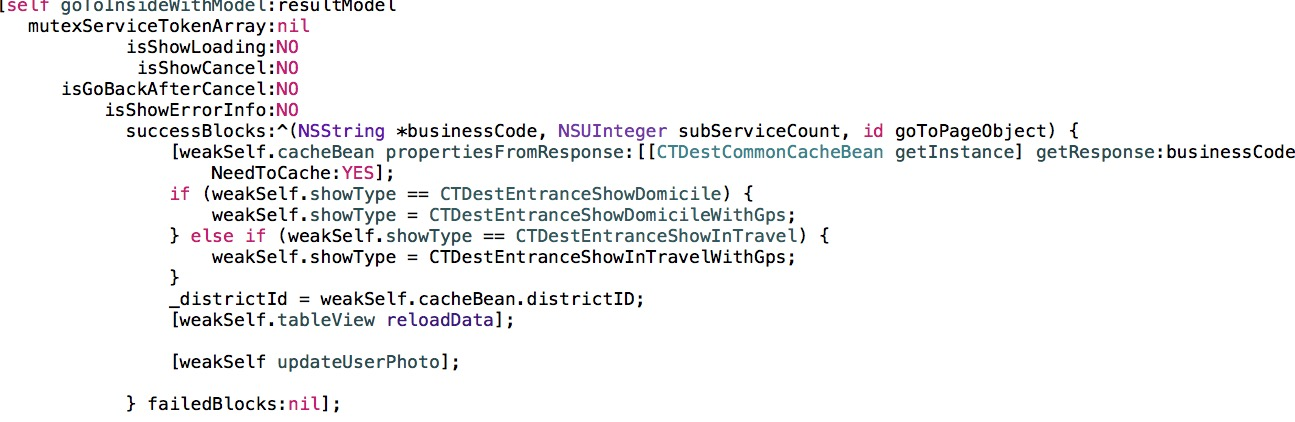 [self goToInsideWithModel:resultModel
mutexServiceTokenArray:nil
isShowLoading:NO
isShowCancel:NO
isGoBackAfterCancel:NO
isShowErrorInfo:NO
successBlocks:^(NSString *businessCode, NSUInteger subServiceCount, id goToPageObject) {
[weakSelf.cacheBean propertiesFromResponse:[[CTDestCommonCacheBean getInstance] getResponse:businessCode
NeedToCache:YES];
if (weakSelf.showType == CTDestEntranceShowDomicile) {
weakSelf.showType = CTDestEntranceShowDomicileWithGps;
} else if (weakSelf.showType == CTDestEntranceShowInTravel) {
weakSelf.showType = CTDestEntranceShowInTravelWithGps;
}
_districtId = weakSelf.cacheBean.districtID;
[weakSelf.tableView reloadData];
[weakSelf updateUserPhoto];
} failedBlocks:nil];